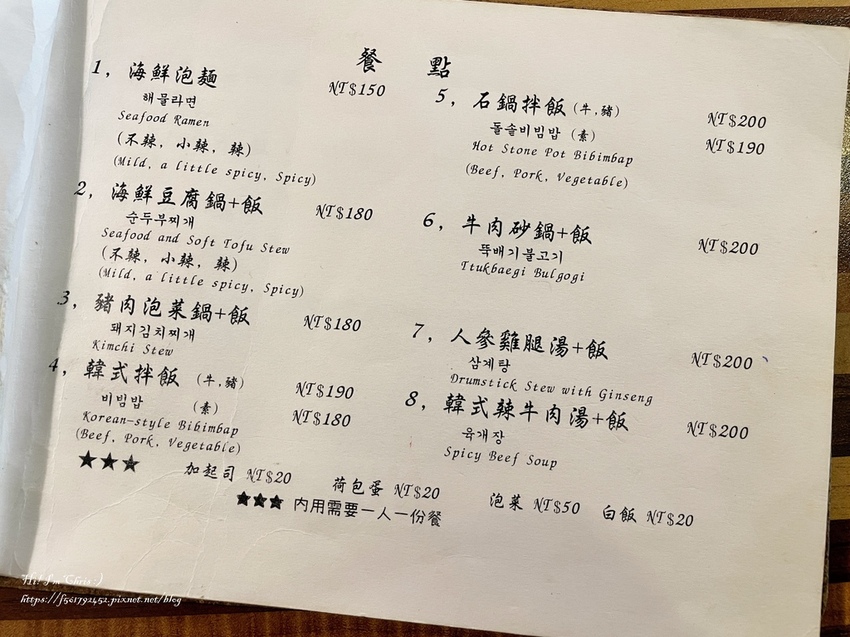 餐 點
1, 海鮮泡麵 NT$150
해물라면
Seafood Ramen
(不辣, 小辣, 辣)
(Mild, a little spicy, Spicy)
2, 海鮮豆腐鍋+飯 NT$180
순두부찌개
Seafood and Soft Tofu Stew
(不辣, 小辣, 辣)
(Mild, a little spicy, Spicy)
3, 豬肉泡菜鍋+飯 NT$180
돼지김치찌개
Kimchi Stew
4, 韓式拌飯 (牛,豬) NT$190
비빔밥 (素) NT$180
Korean-style Bibimbap
(Beef, Pork, Vegetable)
5, 石鍋拌飯 (牛,豬) NT$200
돌솔비빔밥 (素) NT$190
Hot Stone Pot Bibimbap
(Beef, Pork, Vegetable)
6, 牛肉砂鍋+飯 NT$200
뚝배기불고기
Ttukbaegi Bulgogi
7, 人參雞腿湯+飯 NT$200
삼계탕
Drumstick Stew with Ginseng
8, 韓式辣牛肉湯+飯 NT$200
육개장
Spicy Beef Soup
★★★ 加起司 NT$20 荷包蛋 NT$20 泡菜 NT$50 白飯 NT$20
★★★ 內用需要一人一份餐
Hi! I'm Chris:)
https://f561792452.pixnet.net/blog